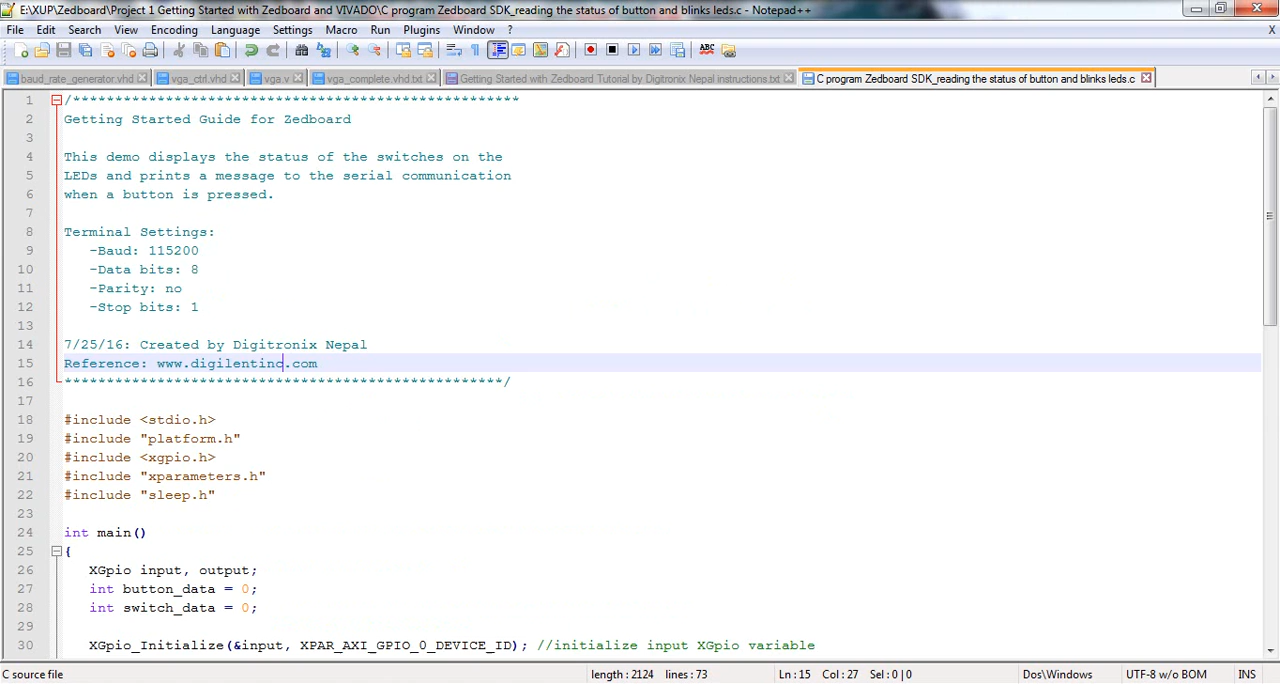 E:\XUP\Zedboard\Project 1 Getting Started with Zedboard and VIVADO\C program Zedboard SDK_reading the status of button and blinks leds.c - Notepad++
File Edit Search View Encoding Language Settings Macro Run Plugins Window ? X
baud_rate_generator.vhd vga_ctrl.vhd vga.v vga_complete.vhd.txt Getting Started with Zedboard Tutorial by Digitronix Nepal instructions.txt C program Zedboard SDK_reading the status of button and blinks leds.c
1 /*****************************************************
2 Getting Started Guide for Zedboard
3
4 This demo displays the status of the switches on the
5 LEDs and prints a message to the serial communication
6 when a button is pressed.
7
8 Terminal Settings:
9 -Baud: 115200
10 -Data bits: 8
11 -Parity: no
12 -Stop bits: 1
13
14 7/25/16: Created by Digitronix Nepal
15 Reference: www.digilentinc.com
16 ****************************************************/
17
18 #include <stdio.h>
19 #include "platform.h"
20 #include <xgpio.h>
21 #include "xparameters.h"
22 #include "sleep.h"
23
24 int main()
25 {
26 XGpio input, output;
27 int button_data = 0;
28 int switch_data = 0;
29
30 XGpio_Initialize(&input, XPAR_AXI_GPIO_0_DEVICE_ID); //initialize input XGpio variable
C source file length : 2124 lines : 73 Ln : 15 Col : 27 Sel : 0 | 0 Dos\Windows UTF-8 w/o BOM INS